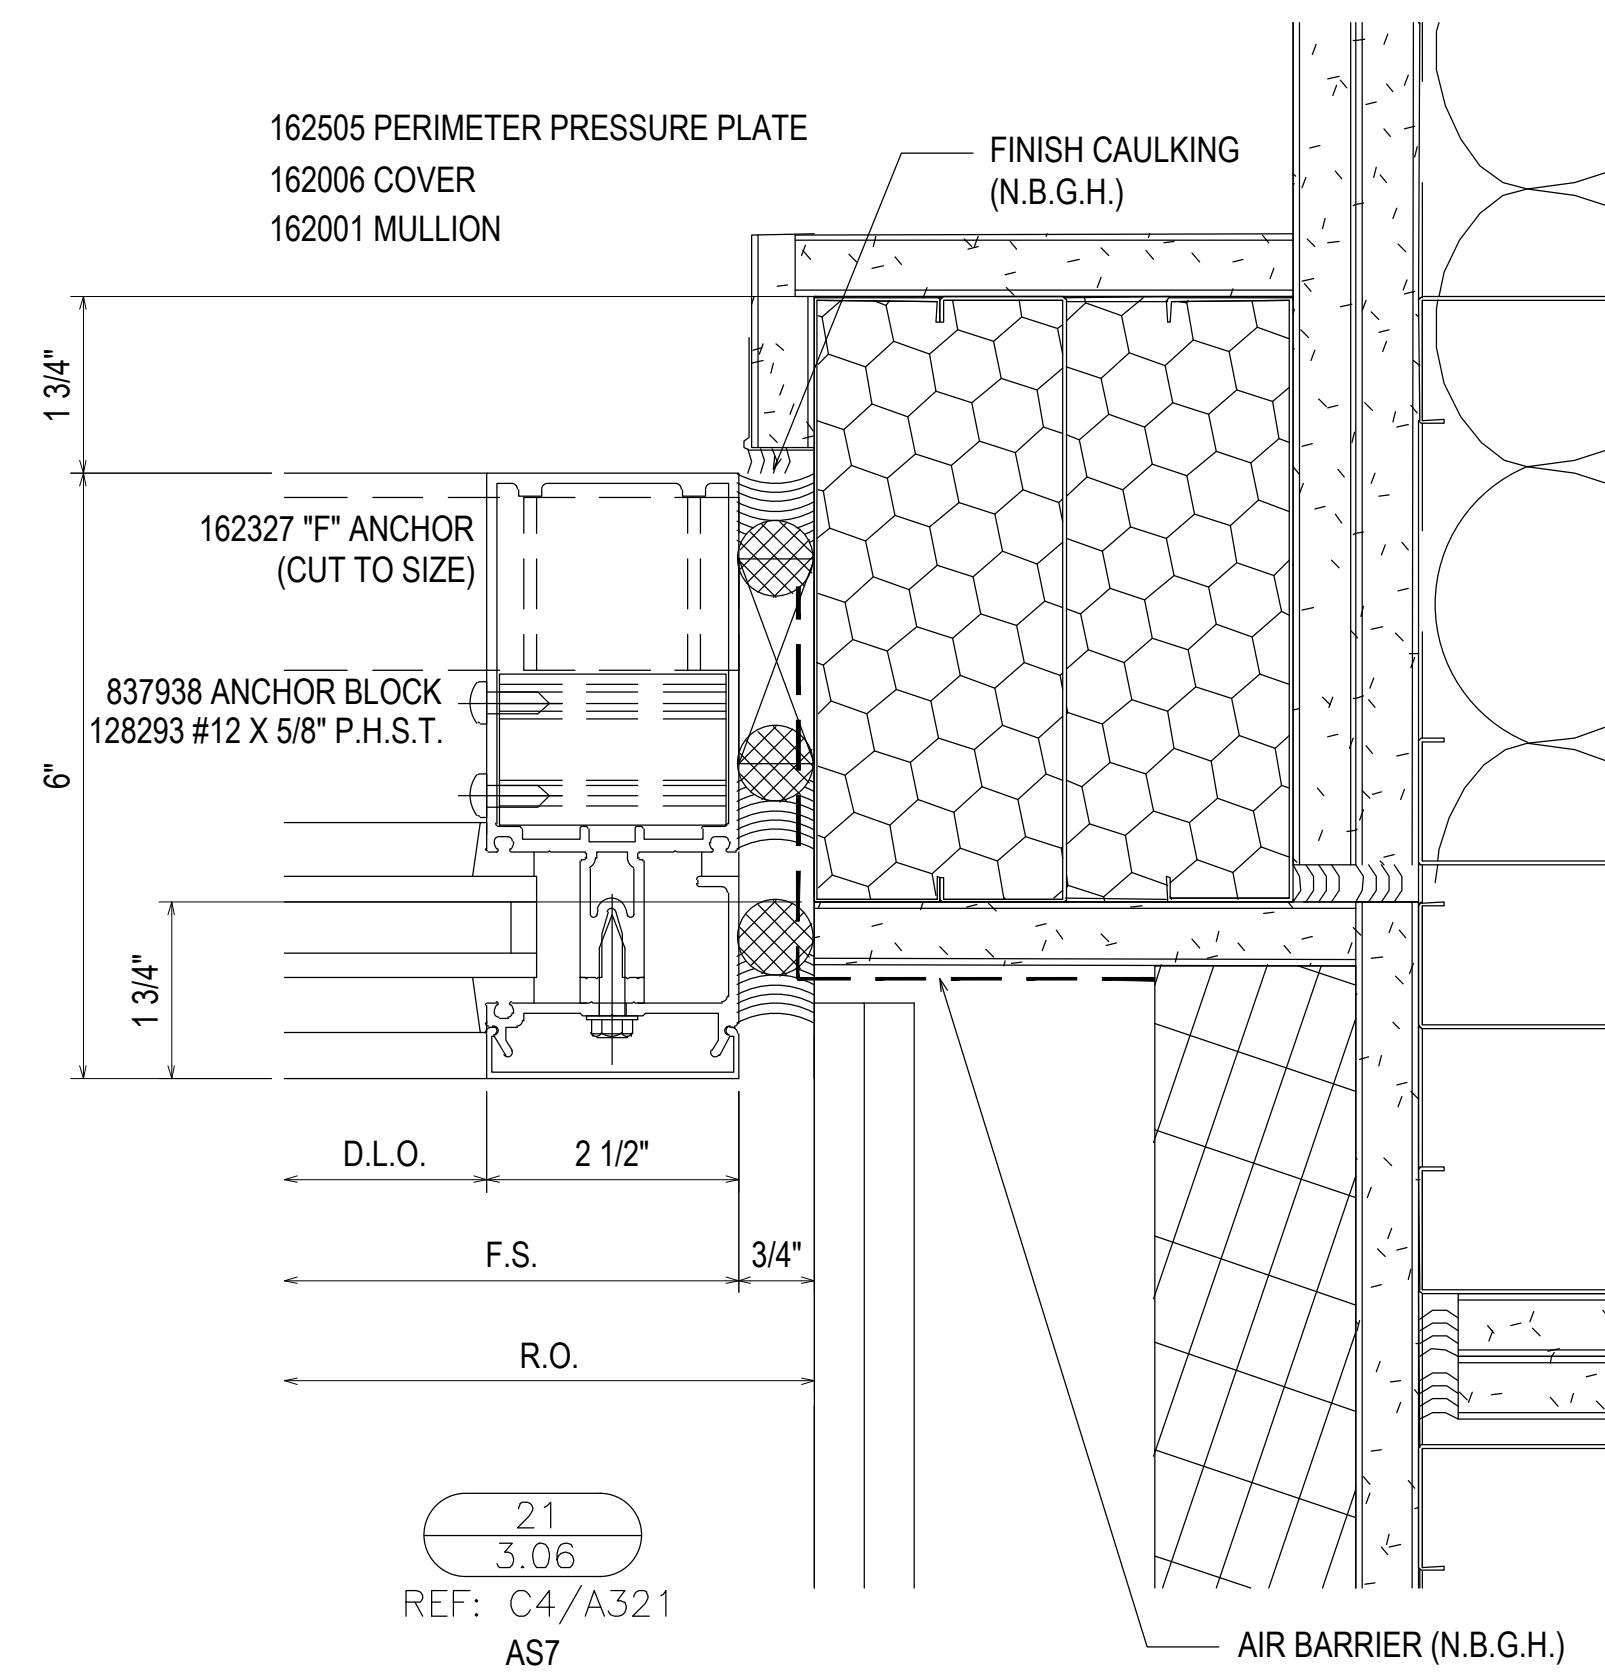 162505 PERIMETER PRESSURE PLATE
162006 COVER
162001 MULLION
FINISH CAULKING
(N.B.G.H.)
1 3/4"
162327 "F" ANCHOR
(CUT TO SIZE)
837938 ANCHOR BLOCK
128293 #12 X 5/8" P.H.S.T.
6"
1 3/4"
D.L.O.
2 1/2"
F.S.
3/4"
R.O.
21
3.06
REF: C4/A321
AS7
AIR BARRIER (N.B.G.H.)